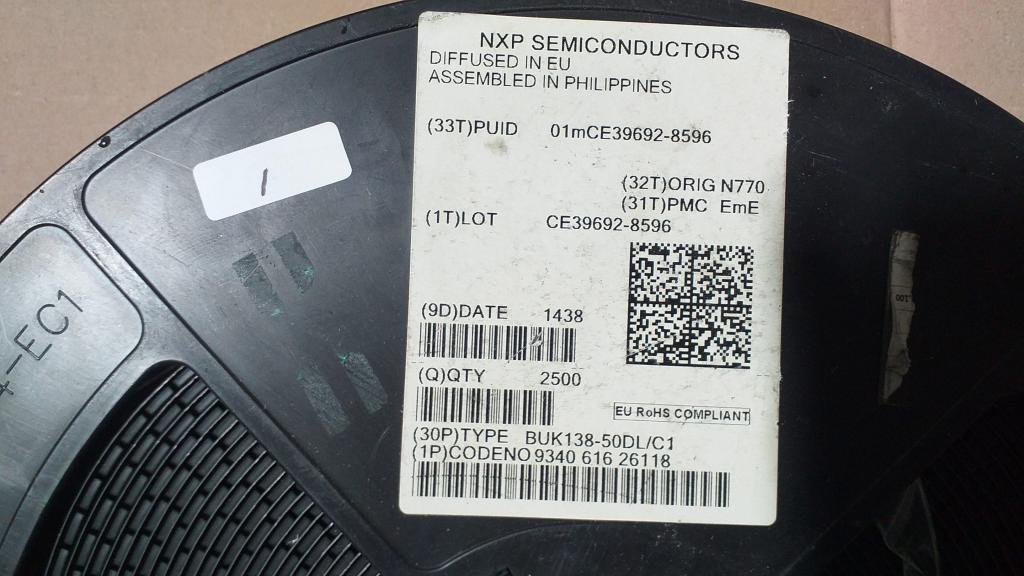 NXP SEMICONDUCTORS
DIFFUSED IN EU
ASSEMBLED IN PHILIPPINES
(33T)PUID 01mCE39692-8596
(32T)ORIG N770
(31T)PMC EmE
(1T)LOT CE39692-8596
(9D)DATE 1438
(Q)QTY 2500
EU RoHS COMPLIANT
(30P)TYPE BUK138-50DL/C1
(1P)CODENO 9340 616 26118
1
-EC1